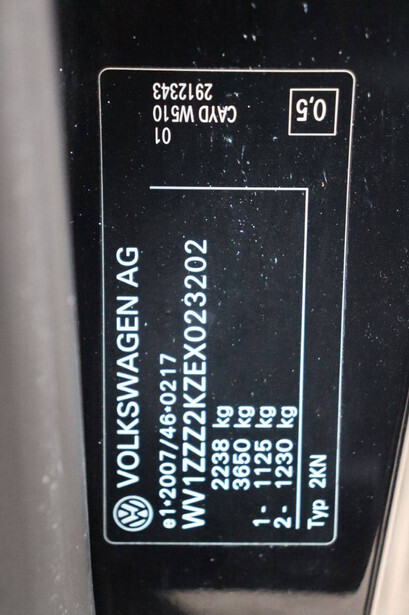 VOLKSWAGEN AG
e1*2007/46*0217
WV1ZZZ2KZEX023202
2238 kg
3650 kg
1- 1125 kg
2- 1230 kg
Typ 2KN
01
CAYD W510
2912343
0,5